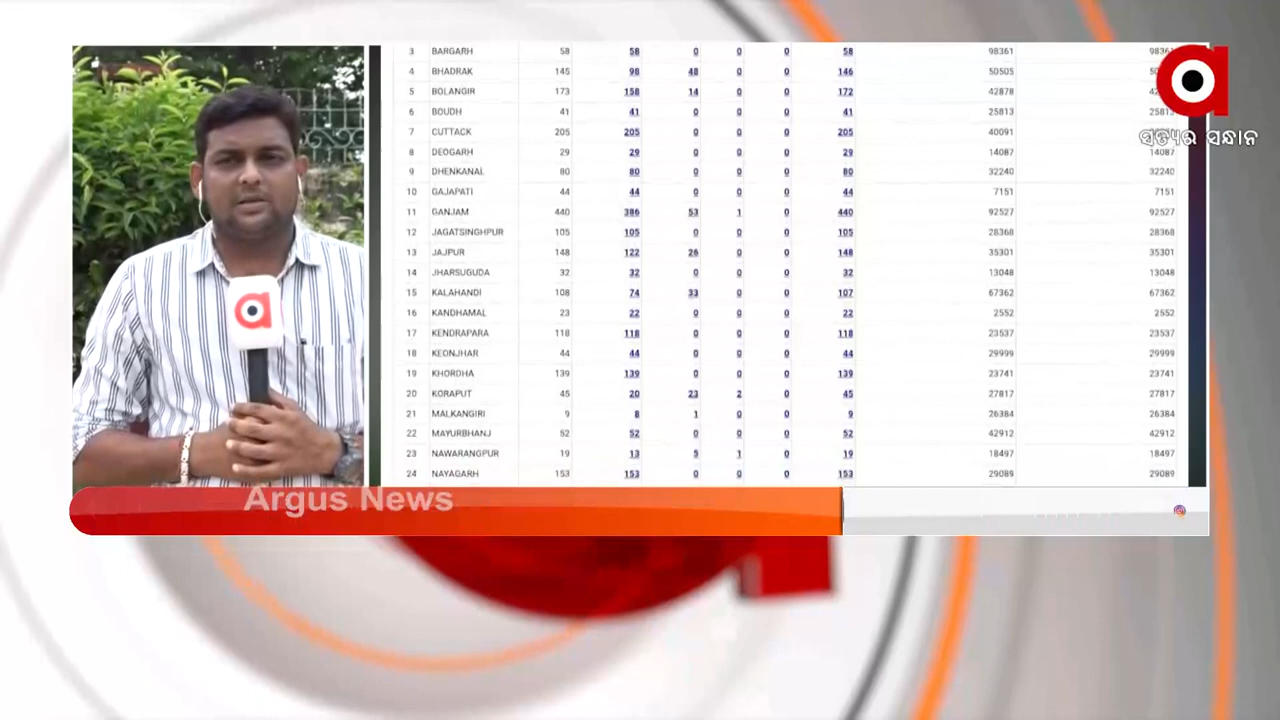 3 BARGARH 58 58 0 0 0 58 98361
4 BHADRAK 145 98 48 0 0 146 50505
5 BOLANGIR 173 158 14 0 0 172 42878
6 BOUDH 41 41 0 0 0 41 25813 25813
7 CUTTACK 205 205 0 0 0 205 40091
8 DEOGARH 29 29 0 0 0 29 14087 14087
9 DHENKANAL 80 80 0 0 0 80 32240 32240
10 GAJAPATI 44 44 0 0 0 44 7151 7151
11 GANJAM 440 386 53 1 0 440 92527 92527
12 JAGATSINGHPUR 105 105 0 0 0 105 28368 28368
13 JAJPUR 148 122 26 0 0 148 35301 35301
14 JHARSUGUDA 32 32 0 0 0 32 13048 13048
15 KALAHANDI 108 74 33 0 0 107 67362 67362
16 KANDHAMAL 23 22 0 0 0 22 2552 2552
17 KENDRAPARA 118 118 0 0 0 118 23537 23537
18 KEONJHAR 44 44 0 0 0 44 29999 29999
19 KHORDHA 139 139 0 0 0 139 23741 23741
20 KORAPUT 45 20 23 2 0 45 27817 27817
21 MALKANGIRI 9 8 1 0 0 9 26384 26384
22 MAYURBHANJ 52 52 0 0 0 52 42912 42912
23 NAWARANGPUR 19 13 5 1 0 19 18497 18497
24 NAYAGARH 153 153 0 0 0 153 29089 29089
a
ସତ୍ୟର ସନ୍ଧାନ
a
Argus News